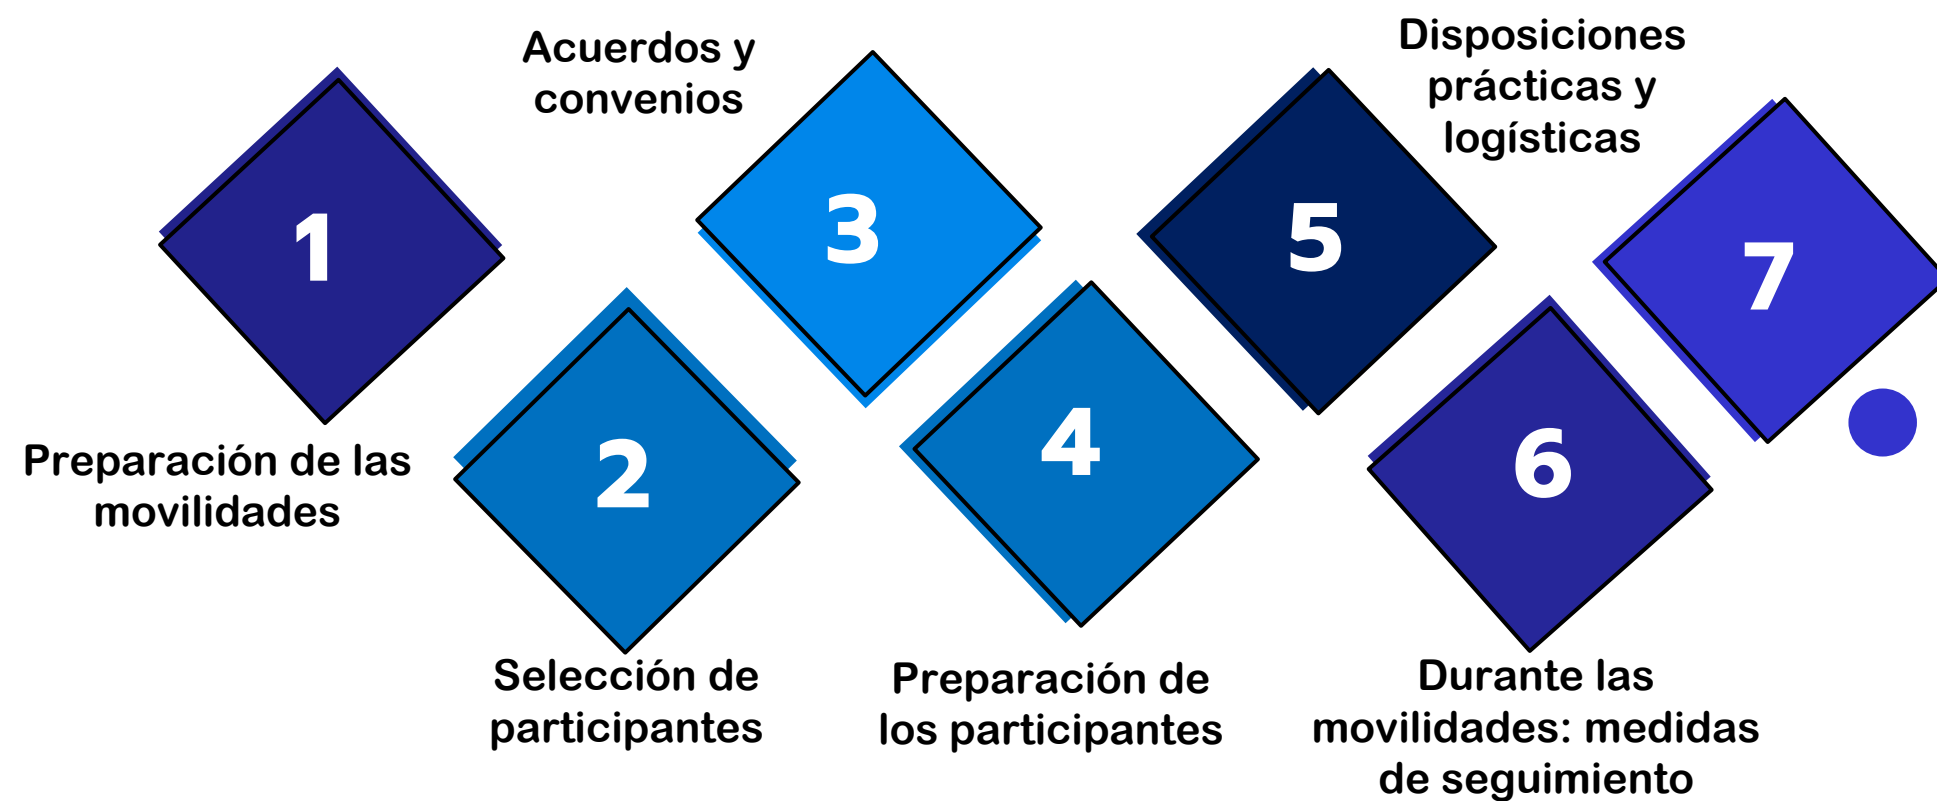 1
Preparación de las
movilidades
2
Selección de
participantes
Acuerdos y
convenios
3
4
Preparación de
los participantes
5
Disposiciones
prácticas y
logísticas
6
Durante las
movilidades: medidas
de seguimiento
7